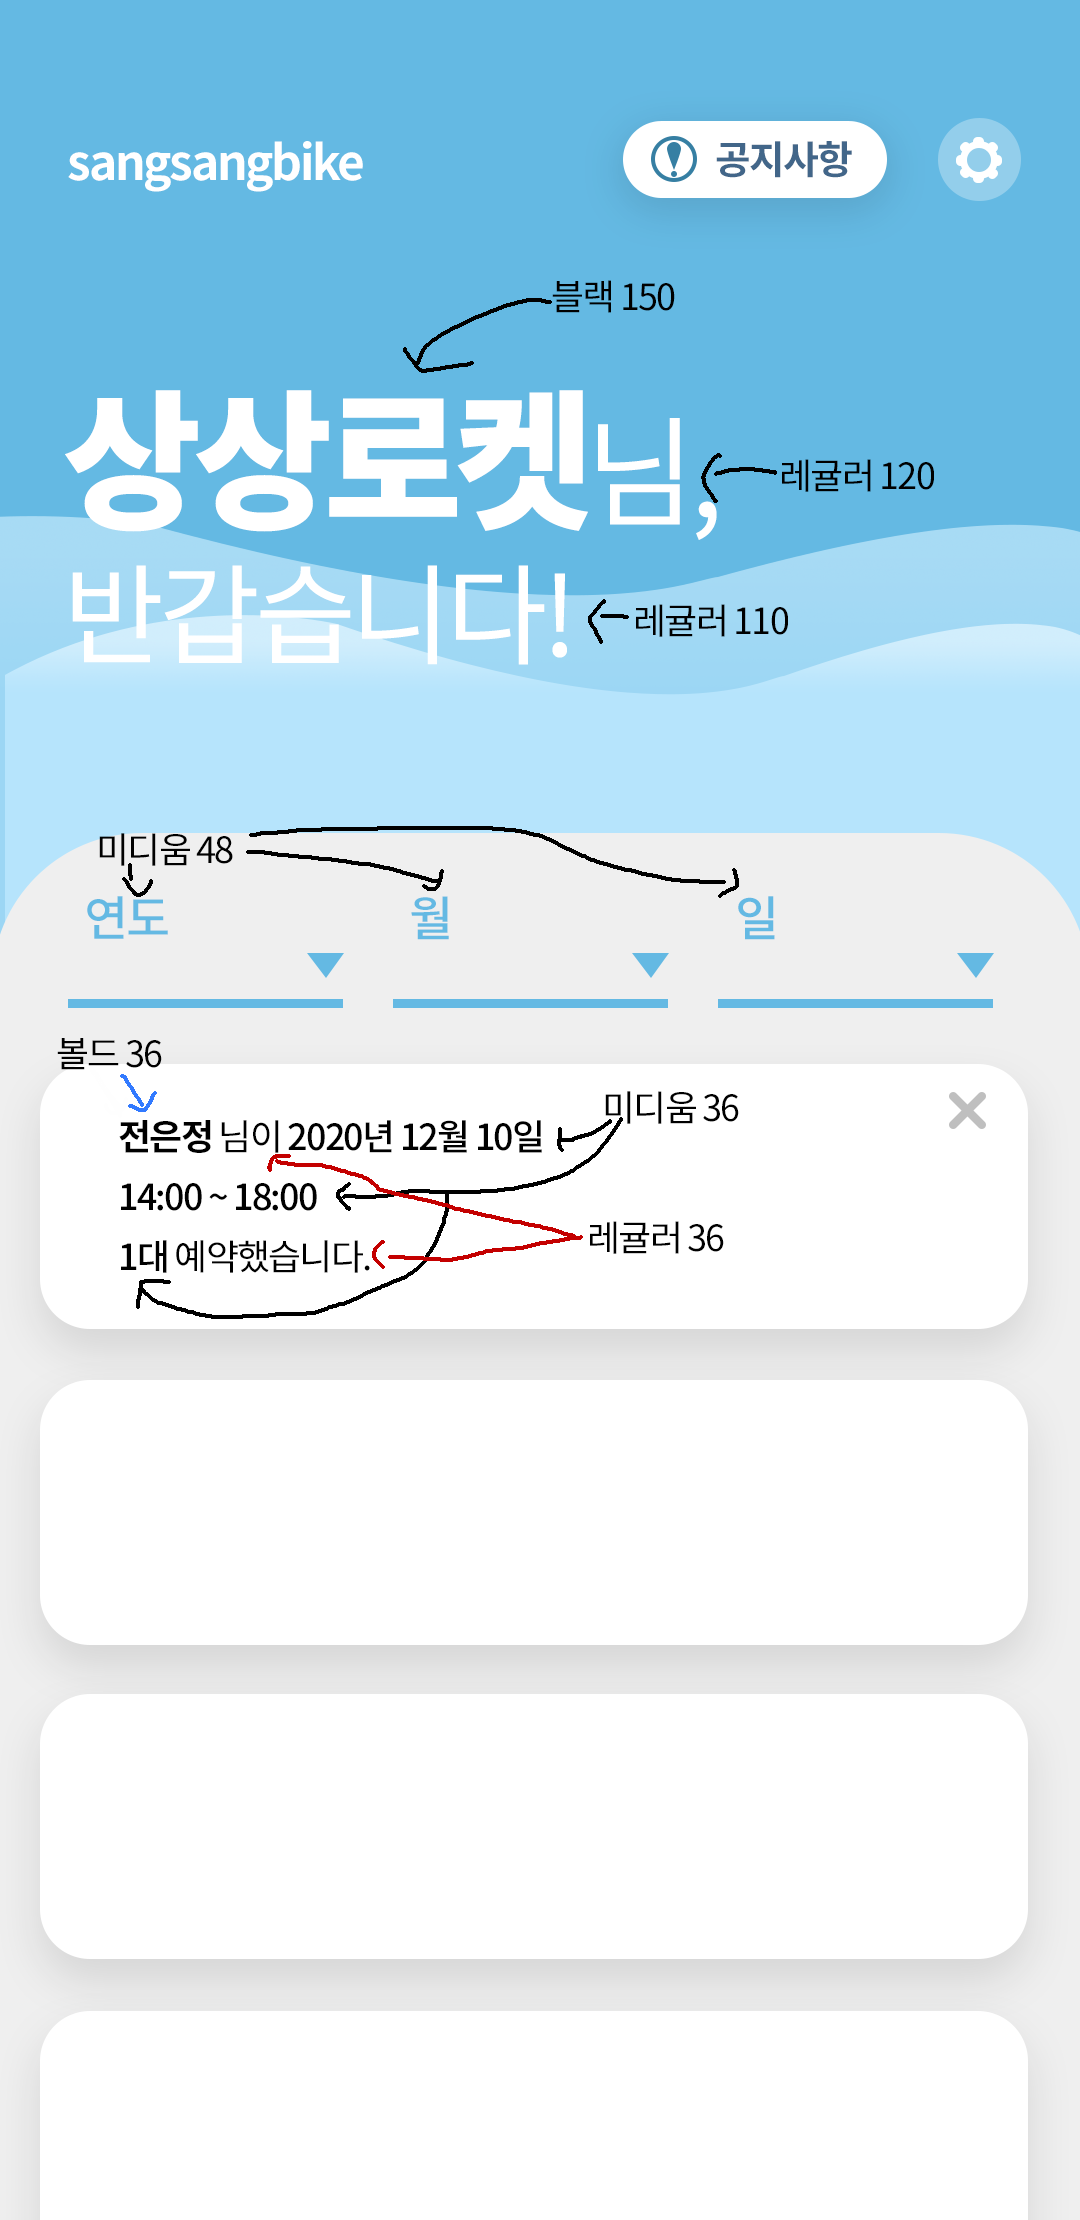 sangsangbike
공지사항
블랙 150
상상로켓님,
레귤러 120
반갑습니다!
레귤러 110
미디움 48
연도 월 일
볼드 36
미디움 36
전은정 님이 2020년 12월 10일
14:00 ~ 18:00
레귤러 36
1대 예약했습니다.